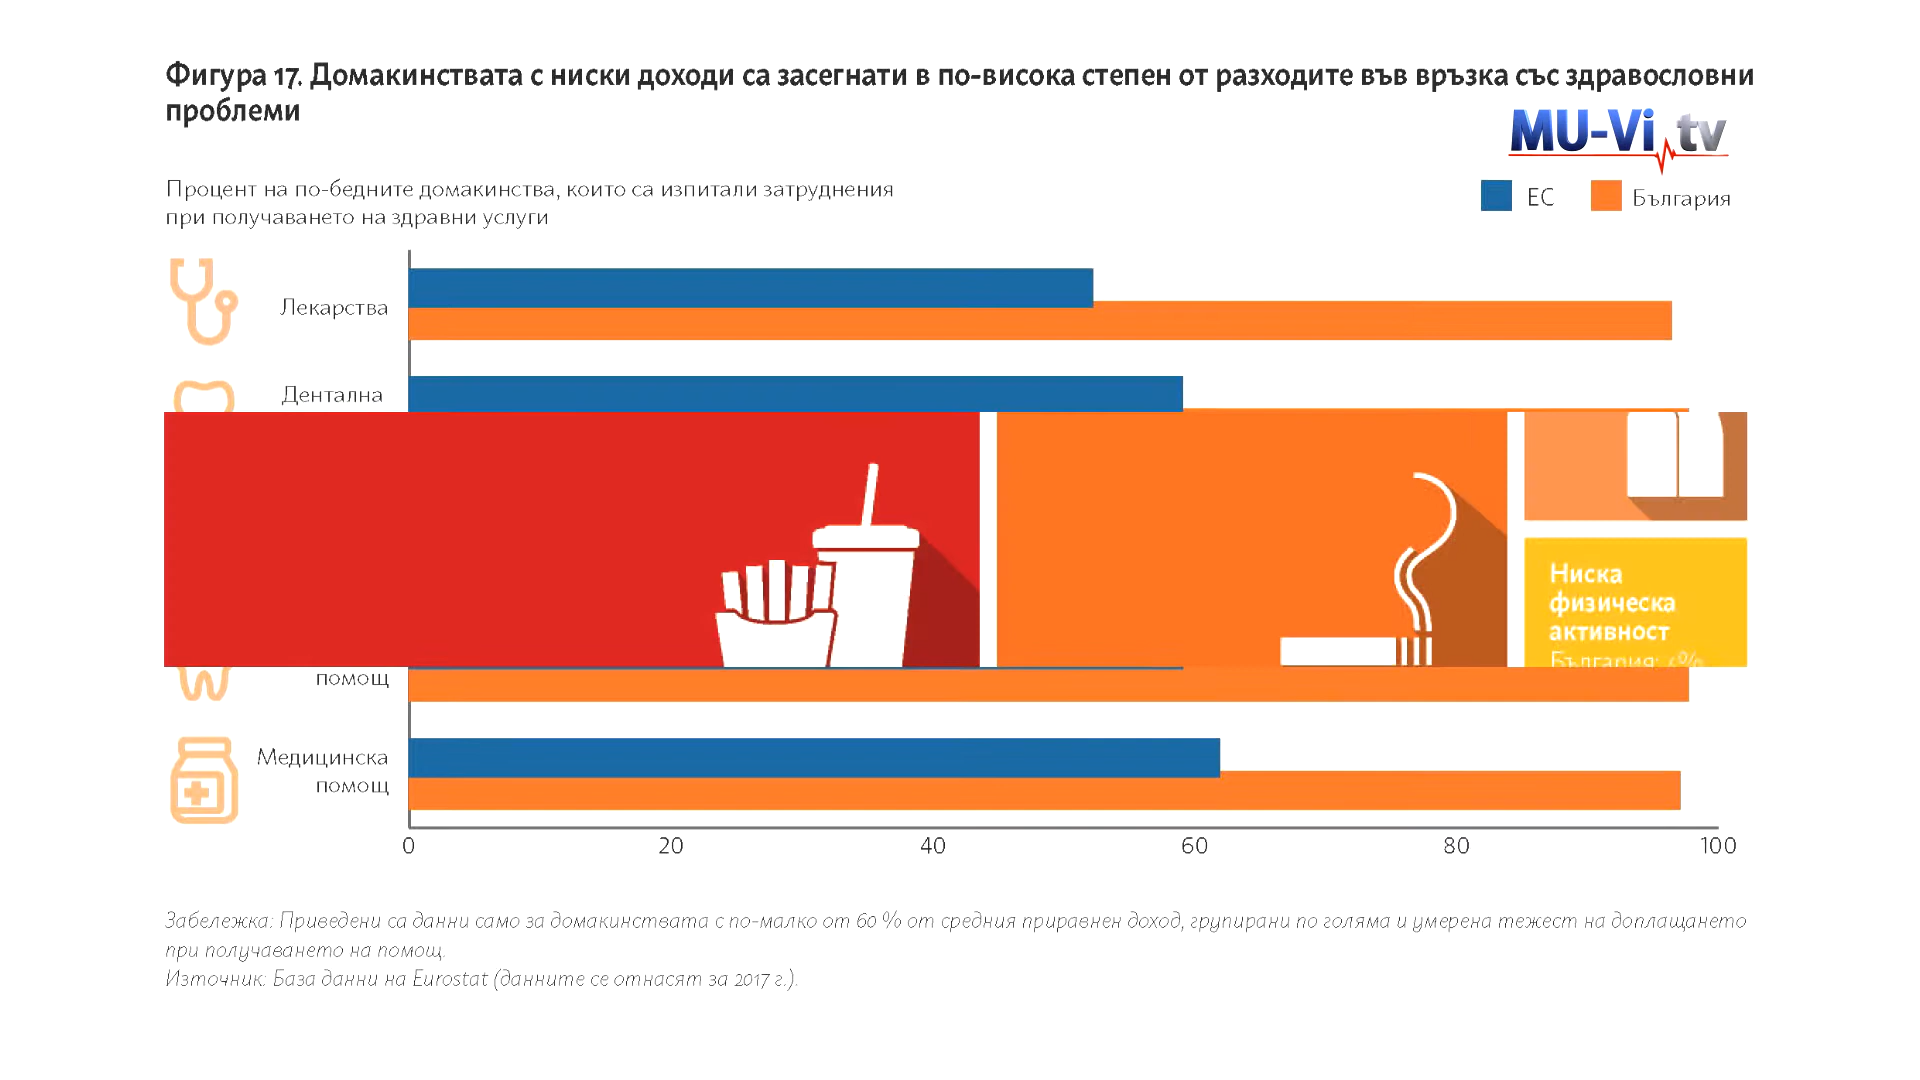 Фигура 17. Домакинствата с ниски доходи са засегнати в по-висока степен от разходите във връзка със здравословни
проблеми
MU-Vi.tv
Процент на по-бедните домакинства, които са изпитали затруднения
при получаването на здравни услуги
ЕС
България
Лекарства
Дентална
Ниска
физическа
активност
България:
помощ
Медицинска
помощ
0 20 40 60 80 100
Забележка: Приведени са данни само за домакинствата с по-малко от 60 % от средния приравнен доход, групирани по голяма и умерена тежест на доплащането
при получаването на помощ.
Източник: База данни на Eurostat (данните се отнасят за 2017 г.).